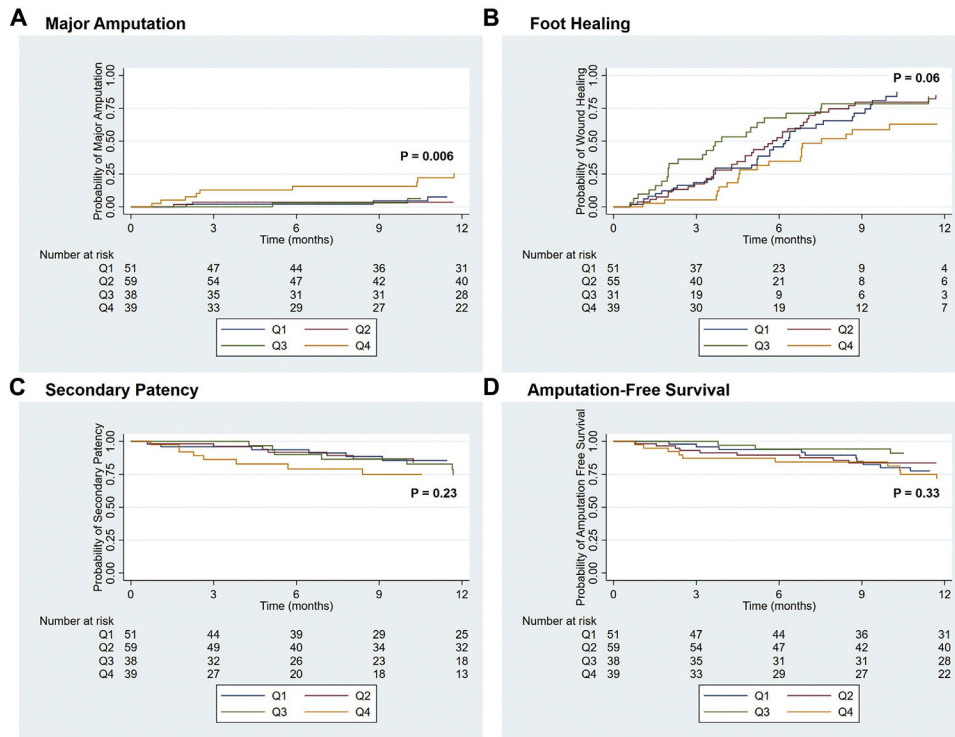 A Major Amputation
Probability of Major Amputation
0.00 0.25 0.50 0.75 1.00
P = 0.006
0 3 6 9 12
Time (months)
Number at risk
Q1 51 47 44 36 31
Q2 59 54 47 42 40
Q3 38 35 31 31 28
Q4 39 33 29 27 22
Q1 Q2
Q3 Q4
B Foot Healing
Probability of Wound Healing
0.00 0.25 0.50 0.75 1.00
P = 0.06
0 3 6 9 12
Time (months)
Number at risk
Q1 51 37 23 9 4
Q2 55 40 21 8 6
Q3 31 19 9 6 3
Q4 39 30 19 12 7
Q1 Q2
Q3 Q4
C Secondary Patency
Probability of Secondary Patency
0.00 0.25 0.50 0.75 1.00
P = 0.23
0 3 6 9 12
Time (months)
Number at risk
Q1 51 44 39 29 25
Q2 59 49 40 34 32
Q3 38 32 26 23 18
Q4 39 27 20 18 13
Q1 Q2
Q3 Q4
D Amputation-Free Survival
Probability of Amputation Free Survival
0.00 0.25 0.50 0.75 1.00
P = 0.33
0 3 6 9 12
Time (months)
Number at risk
Q1 51 47 44 36 31
Q2 59 54 47 42 40
Q3 38 35 31 31 28
Q4 39 33 29 27 22
Q1 Q2
Q3 Q4